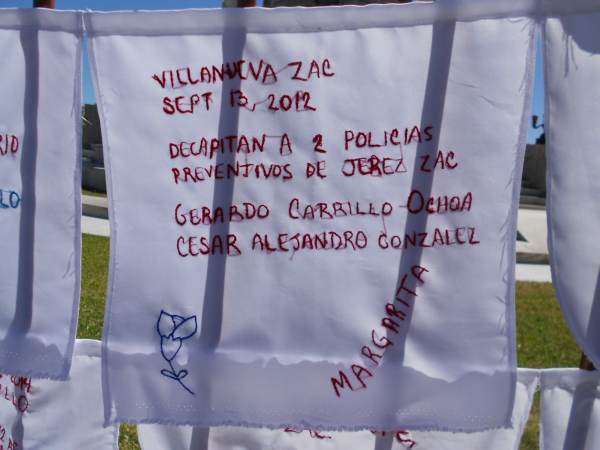 VILLANUEVA ZAC
SEPT 13, 2012
DECAPITAN A 2 POLICIAS
PREVENTIVOS DE JEREZ ZAC
GERARDO CARRILLO OCHOA
CESAR ALEJANDRO GONZALEZ
MARGARITA